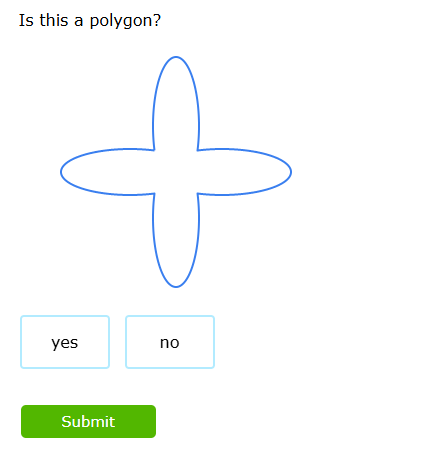 Is this a polygon?
yes
no
Submit